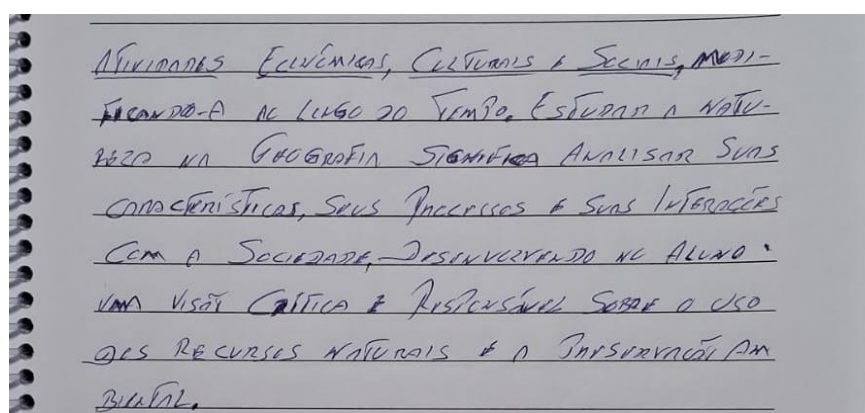 Atividades Econômicas, Culturais e Sociais, modi-
ficando-a ao longo do tempo. Estudar a natu-
reza na Geografia significa analisar suas
características, seus processos e suas interações
com a sociedade, desenvolvendo no aluno
uma visão crítica e responsável sobre o uso
dos recursos naturais e a preservação am
biental.